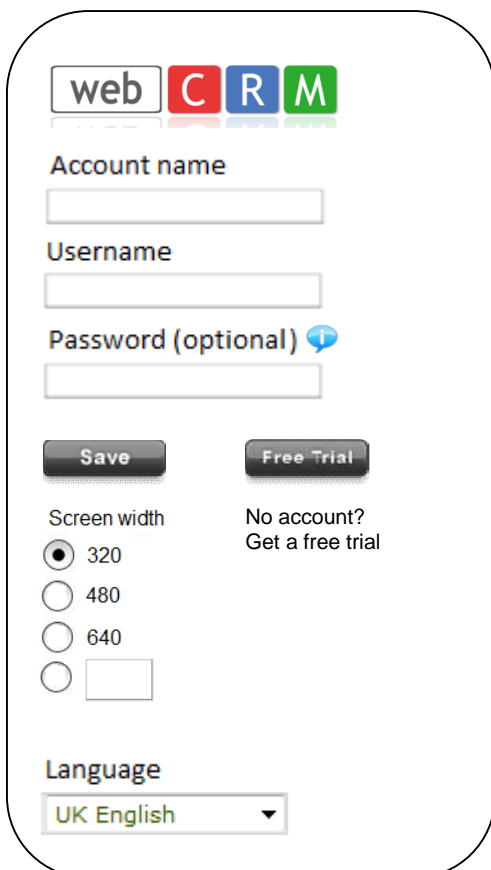 web CRM
Account name
Username
Password (optional) i
Save
Free Trial
Screen width
No account?
Get a free trial
320
480
640
Language
UK English